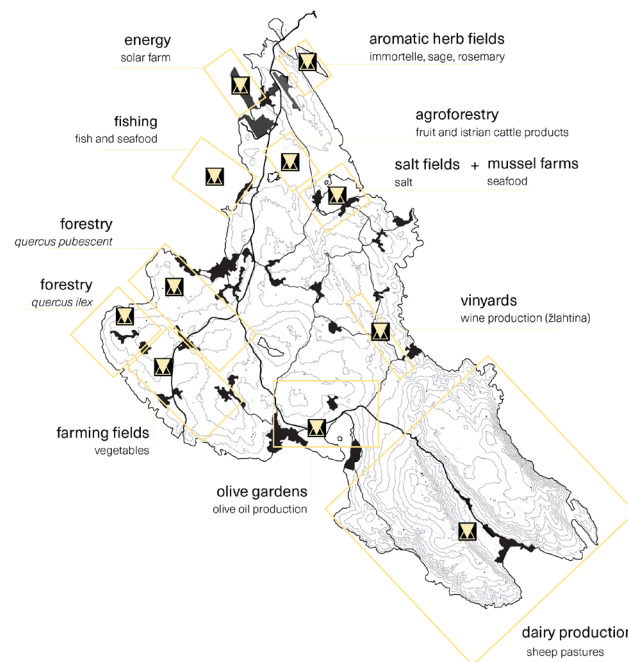 energy
solar farm
aromatic herb fields
immortelle, sage, rosemary
fishing
fish and seafood
agroforestry
fruit and istrian cattle products
salt fields + mussel farms
salt seafood
forestry
quercus pubescent
forestry
quercus ilex
vinyards
wine production (žlahtina)
farming fields
vegetables
olive gardens
olive oil production
dairy production
sheep pastures